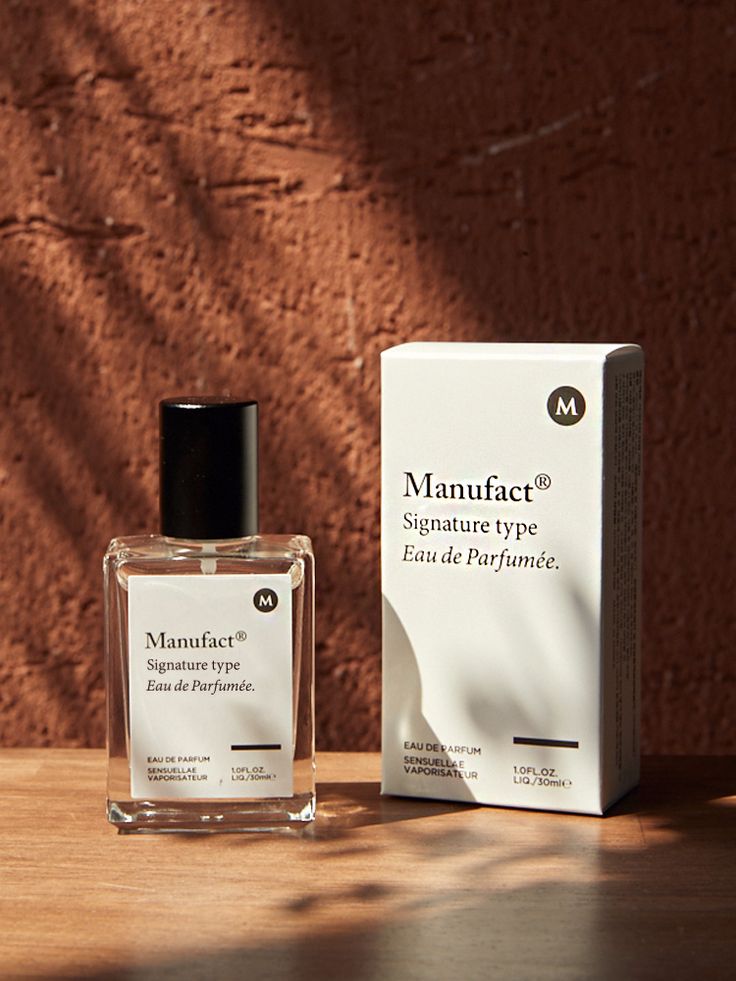 M
Manufact®
Signature type
Eau de Parfumée.
EAU DE PARFUM
SENSUELLAE
VAPORISATEUR
1.0FL.OZ.
LIQ./30ml℮
M
Manufact®
Signature type
Eau de Parfumée.
EAU DE PARFUM
SENSUELLAE
VAPORISATEUR
1.0FL.OZ.
LIQ./30ml℮